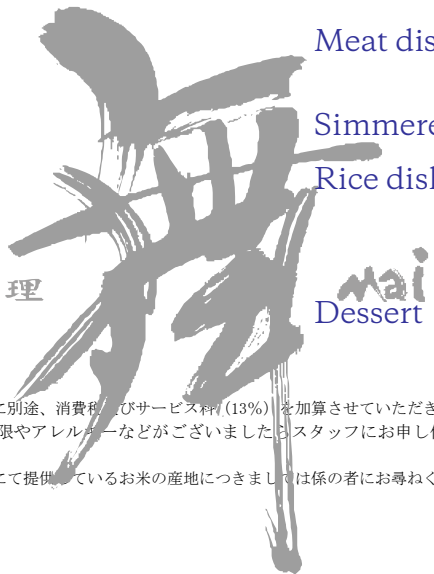 Meat dis
Simmere
Rice dis
舞
理
Mai
Dessert
に別途、消費税及びサービス料（13%）を加算させていただき
限やアレルギーなどがございましたらスタッフにお申し
にて提供しているお米の産地につきましては係の者にお尋ねく